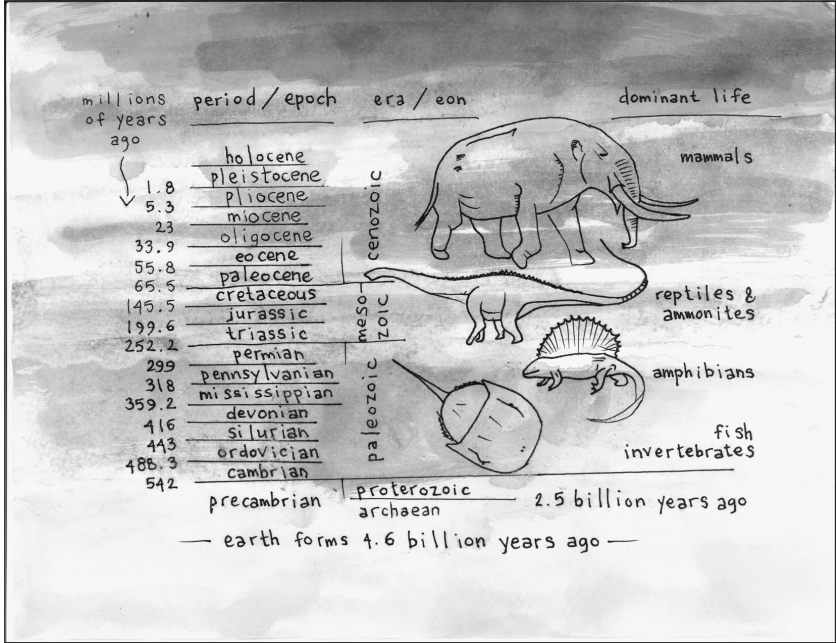 millions
of years
ago
period / epoch
era / eon
dominant life
holocene
pleistocene
1.8
pliocene
5.3
miocene
23
oligocene
33.9
eocene
55.8
paleocene
65.5
cretaceous
145.5
jurassic
199.6
triassic
252.2
permian
299
pennsylvanian
318
mississippian
359.2
devonian
416
silurian
443
ordovician
488.3
cambrian
542
precambrian
cenozoic
meso-
zoic
paleozoic
proterozoic
archaean
mammals
reptiles &
ammonites
amphibians
fish
invertebrates
2.5 billion years ago
— earth forms 4.6 billion years ago —